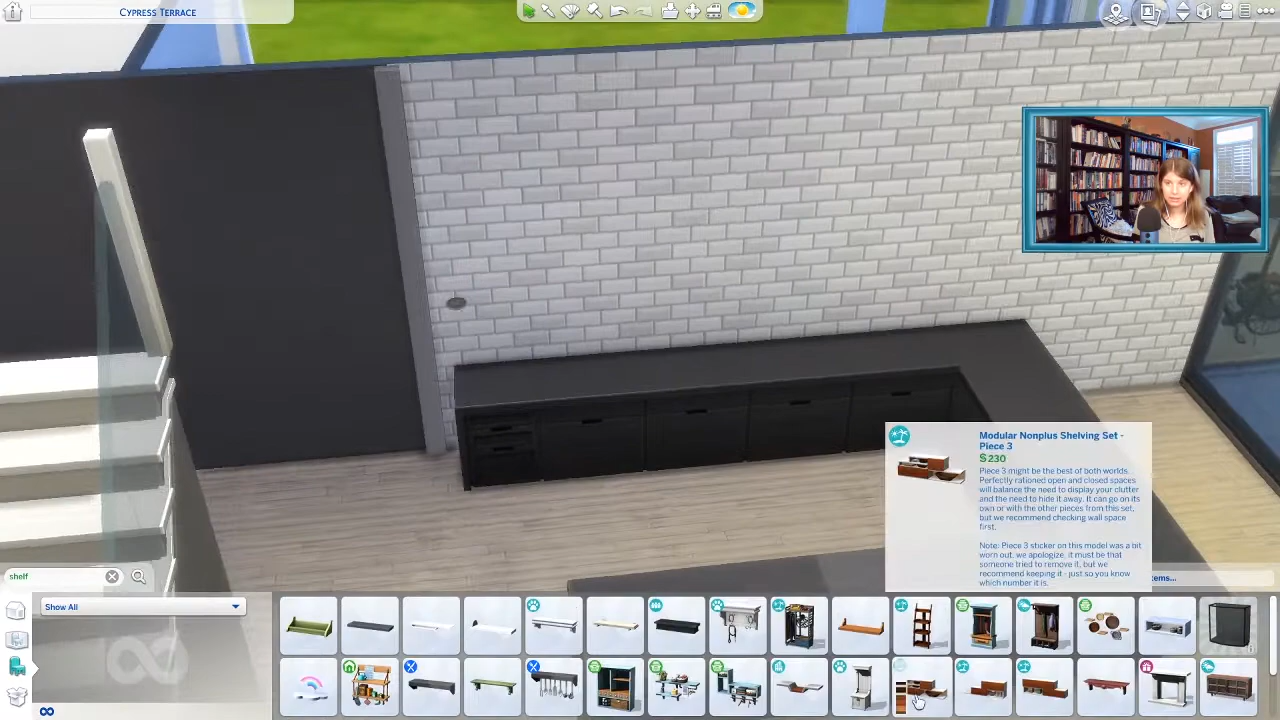 CYPRESS TERRACE
Modular Nonplus Shelving Set -
Piece 3
§230
Piece 3 might be the best of both worlds.
Perfectly rationed open and closed spaces
will balance the need to display your clutter
and the need to hide it away. It can go on its
own or with the other pieces from this set,
but we recommend checking wall space
first.
Note: Piece 3 sticker on this model was a bit
worn out, we apologize, it must be that
someone tried to remove it, but we
recommend keeping it - just so you know
which number it is.
shelf
Show All